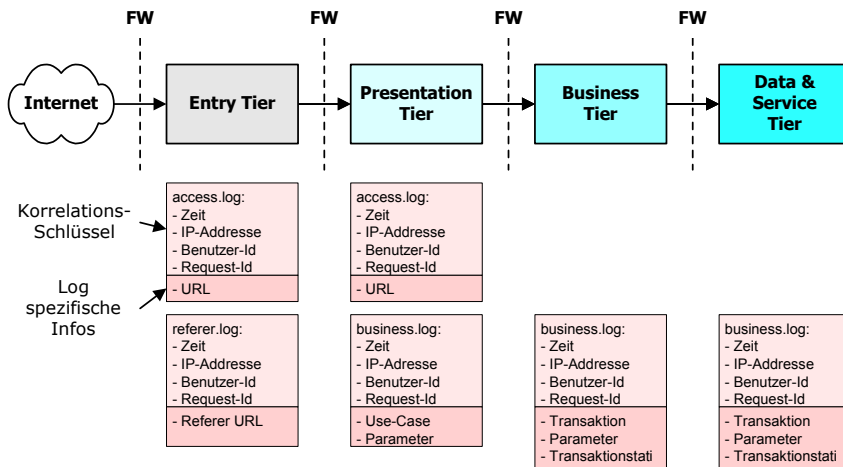 FW FW FW FW
Internet
Entry Tier
Presentation
Tier
Business
Tier
Data &
Service
Tier
Korrelations-
Schlüssel
Log
spezifische
Infos
access.log:
- Zeit
- IP-Addresse
- Benutzer-Id
- Request-Id
- URL
access.log:
- Zeit
- IP-Addresse
- Benutzer-Id
- Request-Id
- URL
referer.log:
- Zeit
- IP-Addresse
- Benutzer-Id
- Request-Id
- Referer URL
business.log:
- Zeit
- IP-Adresse
- Benutzer-Id
- Request-Id
- Use-Case
- Parameter
business.log:
- Zeit
- IP-Addresse
- Benutzer-Id
- Request-Id
- Transaktion
- Parameter
- Transaktionstati
business.log:
- Zeit
- IP-Addresse
- Benutzer-Id
- Request-Id
- Transaktion
- Parameter
- Transaktionstati